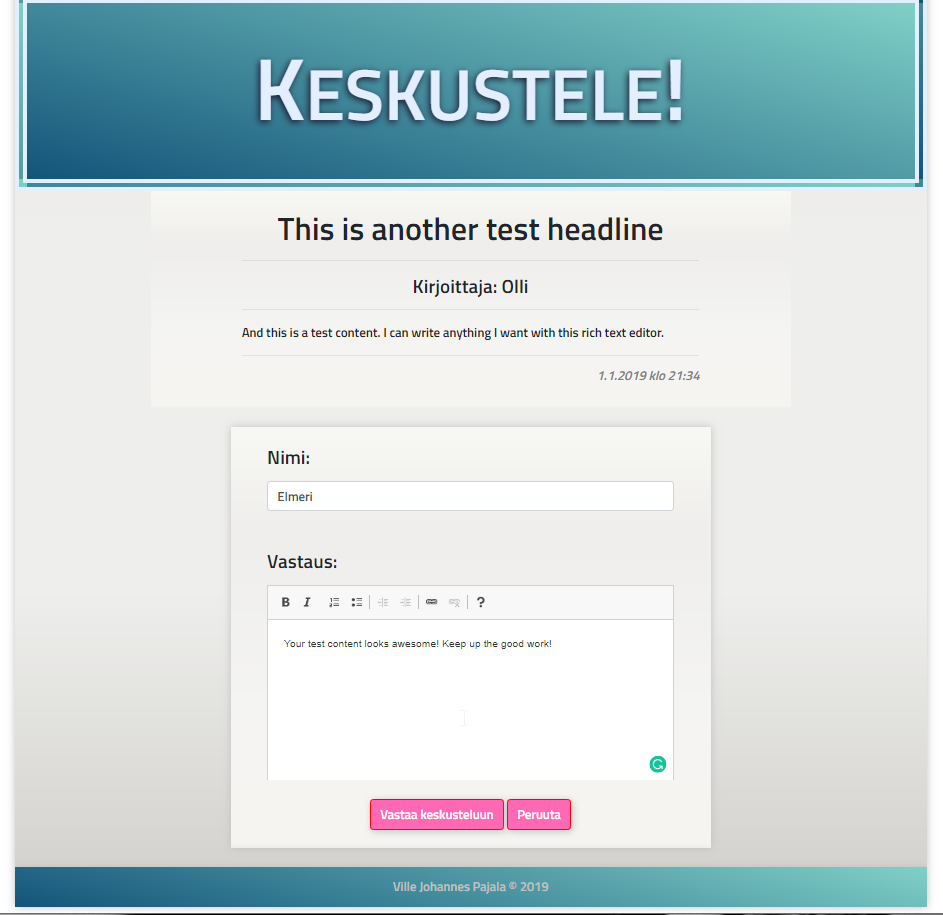 KESKUSTELE!
This is another test headline
Kirjoittaja: Olli
And this is a test content. I can write anything I want with this rich text editor.
1.1.2019 klo 21:34
Nimi:
Elmeri
Vastaus:
B I ?
Your test content looks awesome! Keep up the good work!
Vastaa keskusteluun Peruuta
Ville Johannes Pajala © 2019